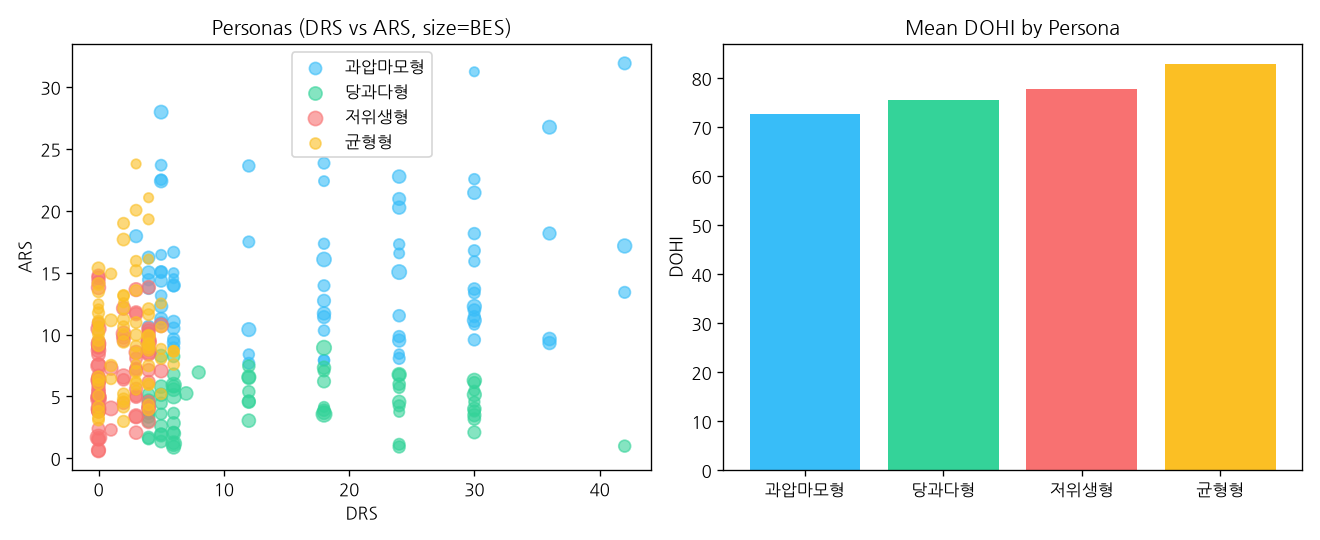 Personas (DRS vs ARS, size=BES)
과압마모형
당과다형
저위생형
균형형
ARS
30
25
20
15
10
5
0
0 10 20 30 40
DRS
Mean DOHI by Persona
DOHI
80
70
60
50
40
30
20
10
0
과압마모형 당과다형 저위생형 균형형